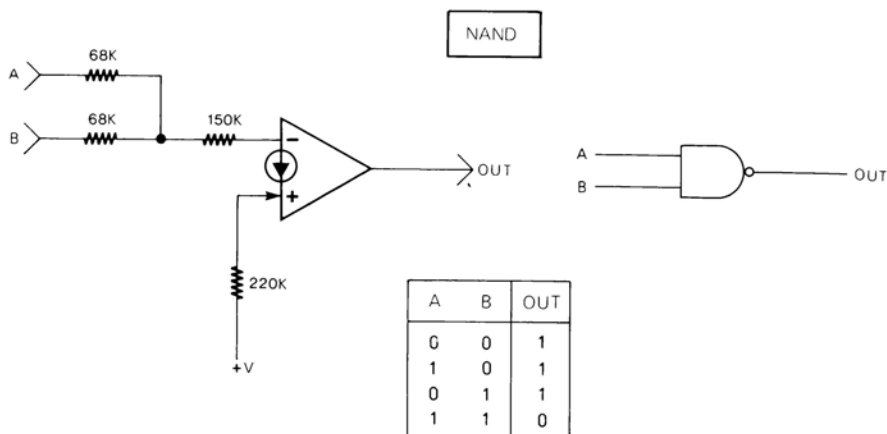 NAND
68K
A
68K
B
150K
−
+
OUT
220K
+V
A
B
OUT
A B OUT
0 0 1
1 0 1
0 1 1
1 1 0